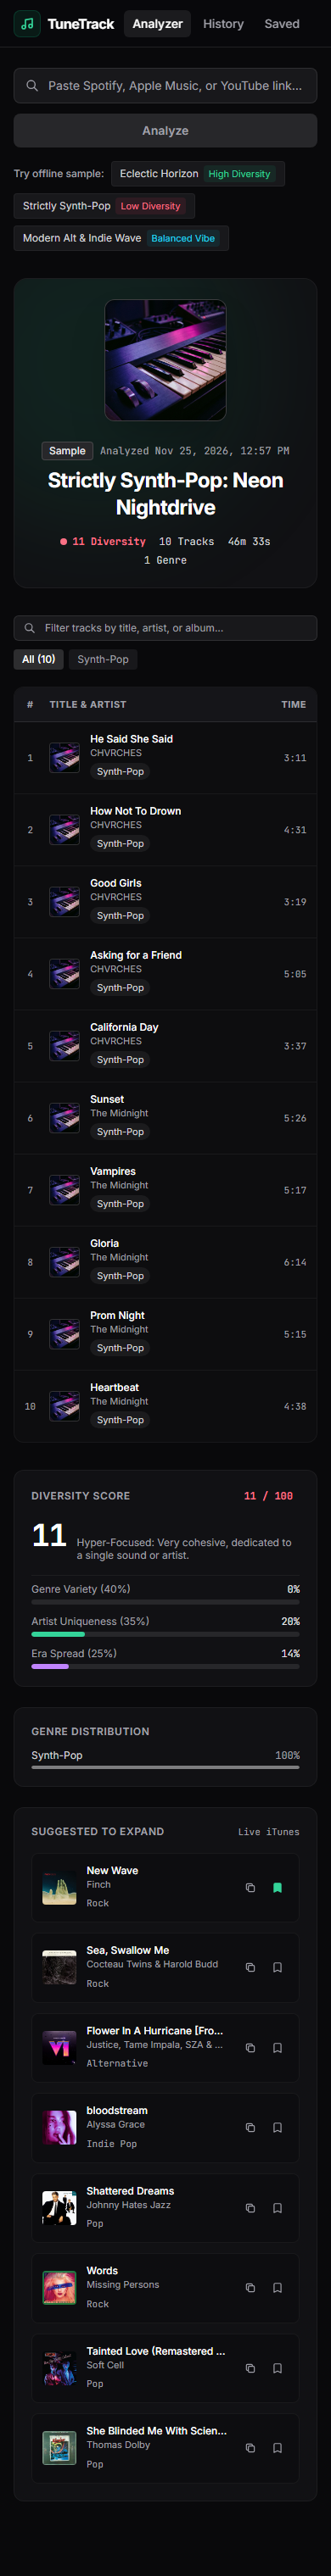 TuneTrack Analyzer History Saved
Paste Spotify, Apple Music, or YouTube link...
Analyze
Try offline sample: Eclectic Horizon High Diversity
Strictly Synth-Pop Low Diversity
Modern Alt & Indie Wave Balanced Vibe
Sample Analyzed Nov 25, 2026, 12:57 PM
Strictly Synth-Pop: Neon
Nightdrive
11 Diversity 10 Tracks 46m 33s
1 Genre
Filter tracks by title, artist, or album...
All (10) Synth-Pop
# TITLE & ARTIST TIME
He Said She Said
1 CHVRCHES 3:11
Synth-Pop
How Not To Drown
2 CHVRCHES 4:31
Synth-Pop
Good Girls
3 CHVRCHES 3:19
Synth-Pop
Asking for a Friend
4 CHVRCHES 5:05
Synth-Pop
California Day
5 CHVRCHES 3:37
Synth-Pop
Sunset
6 The Midnight 5:26
Synth-Pop
Vampires
7 The Midnight 5:17
Synth-Pop
Gloria
8 The Midnight 6:14
Synth-Pop
Prom Night
9 The Midnight 5:15
Synth-Pop
Heartbeat
10 The Midnight 4:38
Synth-Pop
DIVERSITY SCORE 11 / 100
11 Hyper-Focused: Very cohesive, dedicated to
a single sound or artist.
Genre Variety (40%) 0%
Artist Uniqueness (35%) 20%
Era Spread (25%) 14%
GENRE DISTRIBUTION
Synth-Pop 100%
SUGGESTED TO EXPAND Live iTunes
New Wave
Finch
Rock
Sea, Swallow Me
Cocteau Twins & Harold Budd
Rock
Flower In A Hurricane [Fro...
Justice, Tame Impala, SZA & ...
Alternative
bloodstream
Alyssa Grace
Indie Pop
Shattered Dreams
Johnny Hates Jazz
Pop
Words
Missing Persons
Rock
Tainted Love (Remastered ...
Soft Cell
Pop
She Blinded Me With Scien...
Thomas Dolby
Pop